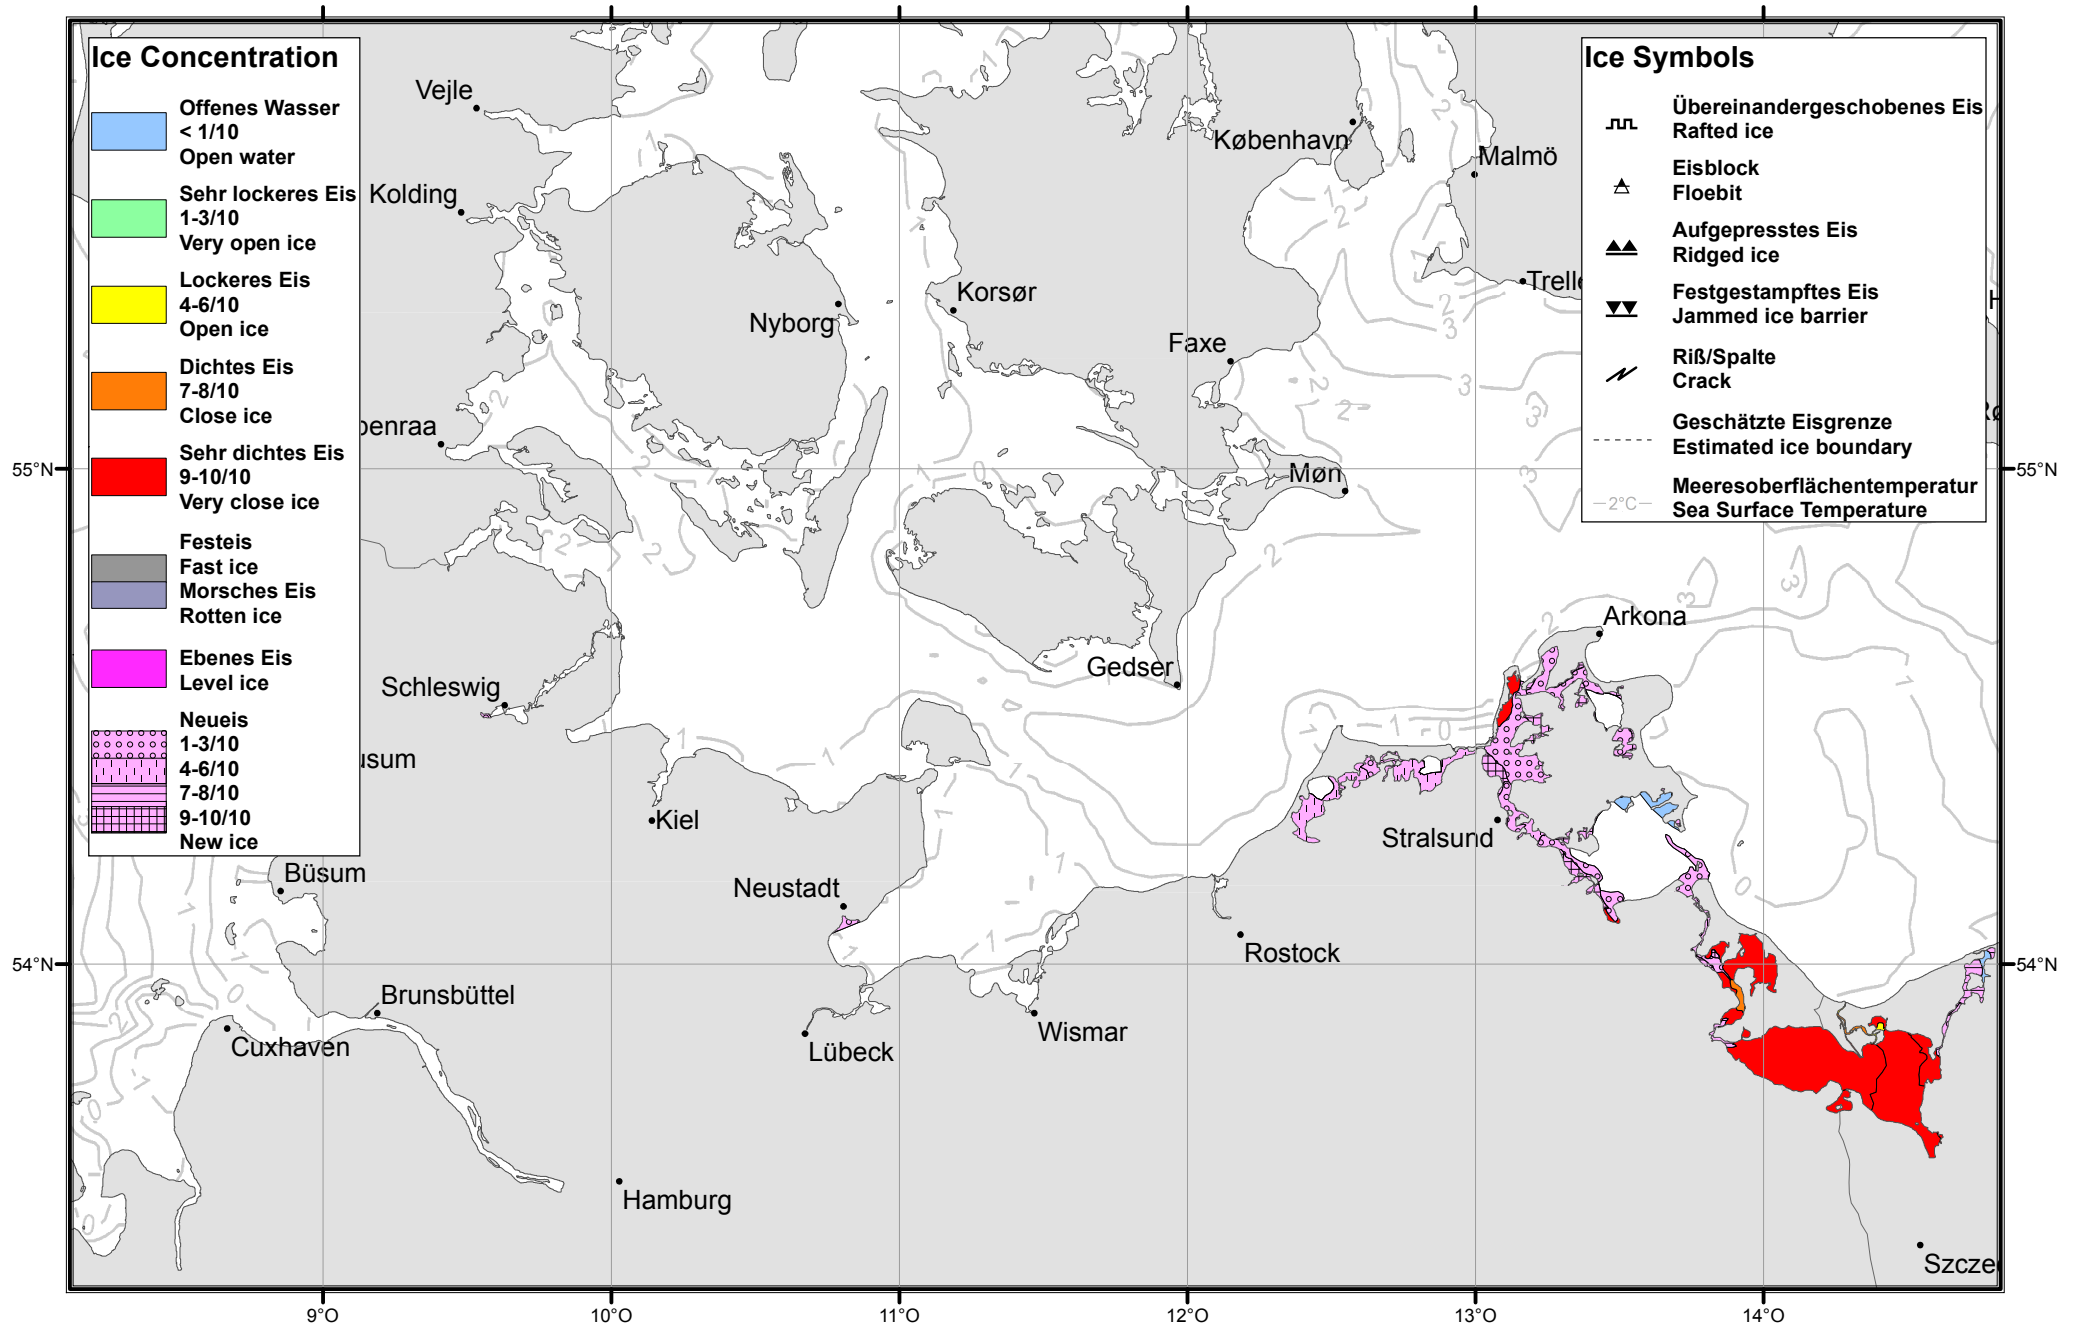 Ice Concentration
Offenes Wasser
< 1/10
Open water
Sehr lockeres Eis
1-3/10
Very open ice
Lockeres Eis
4-6/10
Open ice
Dichtes Eis
7-8/10
Close ice
Sehr dichtes Eis
9-10/10
Very close ice
Festeis
Fast ice
Morsches Eis
Rotten ice
Ebenes Eis
Level ice
Neueis
1-3/10
4-6/10
7-8/10
9-10/10
New ice
Ice Symbols
Übereinandergeschobenes Eis
Rafted ice
Eisblock
Floebit
Aufgepresstes Eis
Ridged ice
Festgestampftes Eis
Jammed ice barrier
Riß/Spalte
Crack
Geschätzte Eisgrenze
Estimated ice boundary
2°C
Meeresoberflächentemperatur
Sea Surface Temperature
Vejle
København
Malmö
Kolding
Trelle
Korsør
Nyborg
Faxe
benraa
55°N
Møn
55°N
Arkona
Gedser
Schleswig
usum
Kiel
Stralsund
Büsum
Neustadt
Rostock
54°N
54°N
Brunsbüttel
Cuxhaven
Wismar
Lübeck
Hamburg
Szcze
9°O
10°O
11°O
12°O
13°O
14°O